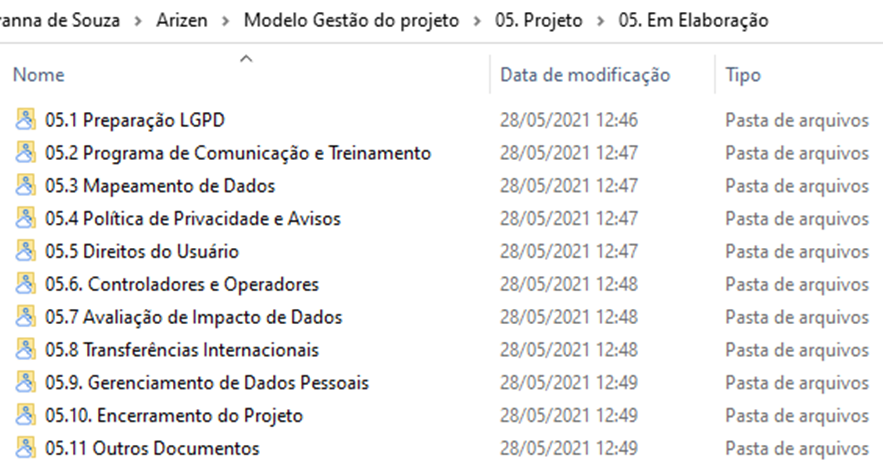 anna de Souza > Arizen > Modelo Gestão do projeto > 05. Projeto > 05. Em Elaboração
Nome Data de modificação Tipo
05.1 Preparação LGPD 28/05/2021 12:46 Pasta de arquivos
05.2 Programa de Comunicação e Treinamento 28/05/2021 12:47 Pasta de arquivos
05.3 Mapeamento de Dados 28/05/2021 12:47 Pasta de arquivos
05.4 Política de Privacidade e Avisos 28/05/2021 12:47 Pasta de arquivos
05.5 Direitos do Usuário 28/05/2021 12:47 Pasta de arquivos
05.6. Controladores e Operadores 28/05/2021 12:48 Pasta de arquivos
05.7 Avaliação de Impacto de Dados 28/05/2021 12:48 Pasta de arquivos
05.8 Transferências Internacionais 28/05/2021 12:48 Pasta de arquivos
05.9. Gerenciamento de Dados Pessoais 28/05/2021 12:49 Pasta de arquivos
05.10. Encerramento do Projeto 28/05/2021 12:49 Pasta de arquivos
05.11 Outros Documentos 28/05/2021 12:49 Pasta de arquivos